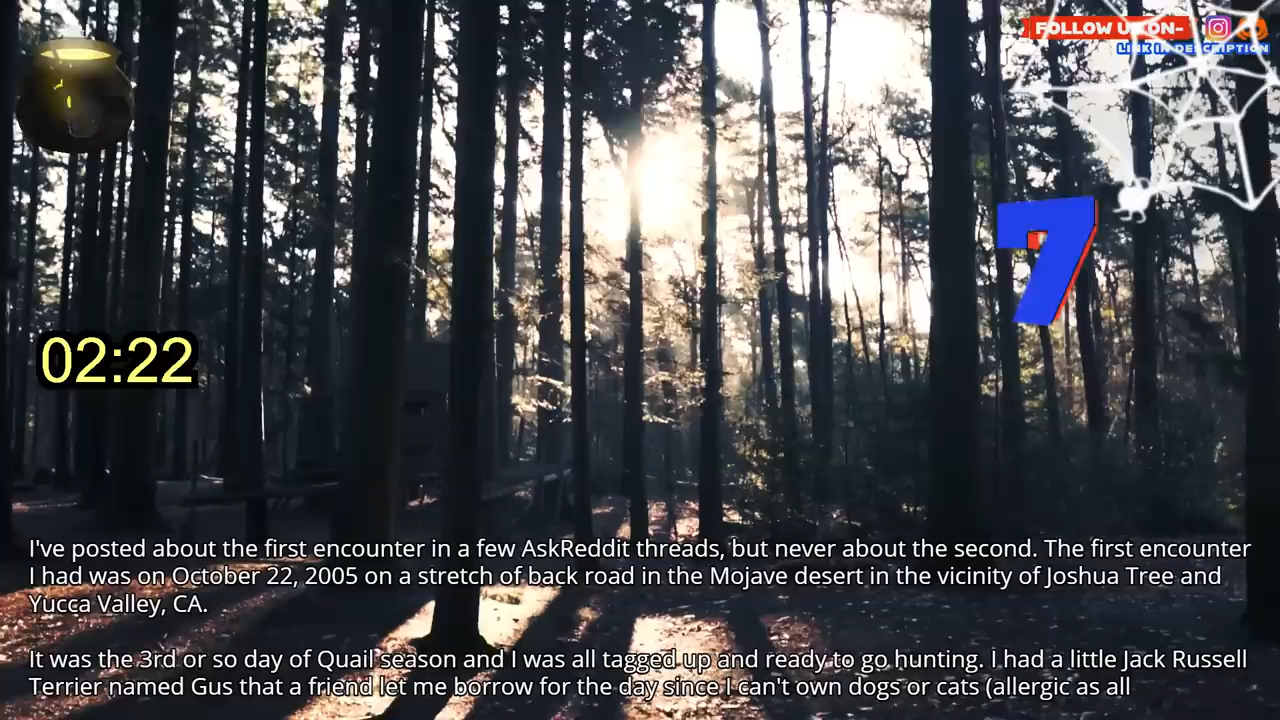 FOLLOW US ON-
LINK IN DESCRIPTION
7
02:22
I've posted about the first encounter in a few AskReddit threads, but never about the second. The first encounter
I had was on October 22, 2005 on a stretch of back road in the Mojave desert in the vicinity of Joshua Tree and
Yucca Valley, CA.
It was the 3rd or so day of Quail season and I was all tagged up and ready to go hunting. I had a little Jack Russell
Terrier named Gus that a friend let me borrow for the day since I can't own dogs or cats (allergic as all